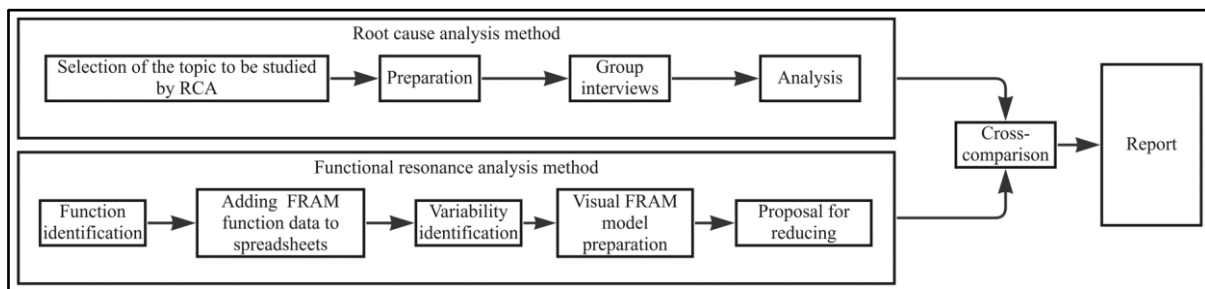 Root cause analysis method
Selection of the topic to be studied
by RCA
Preparation
Group
interviews
Analysis
Functional resonance analysis method
Function
identification
Adding FRAM
function data to
spreadsheets
Variability
identification
Visual FRAM
model
preparation
Proposal for
reducing
Cross-
comparison
Report